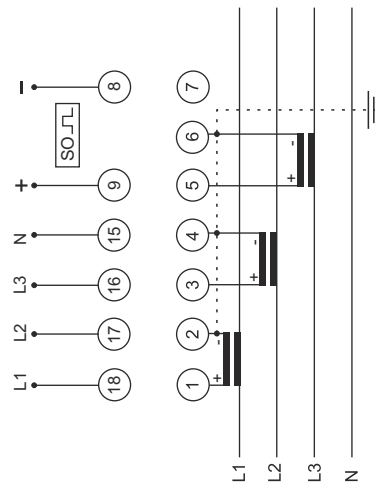 L1 L2 L3 N + -
SO
18 17 16 15 9 8
1 2 3 4 5 6 7
+ -
L1
+ -
L2
+ -
L3
N